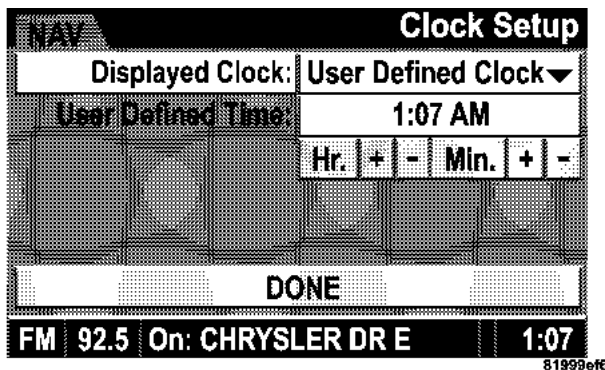 NAV
Clock Setup
Displayed Clock: User Defined Clock
User Defined Time: 1:07 AM
Hr. + - Min. + -
DONE
FM 92.5 On: CHRYSLER DR E 1:07